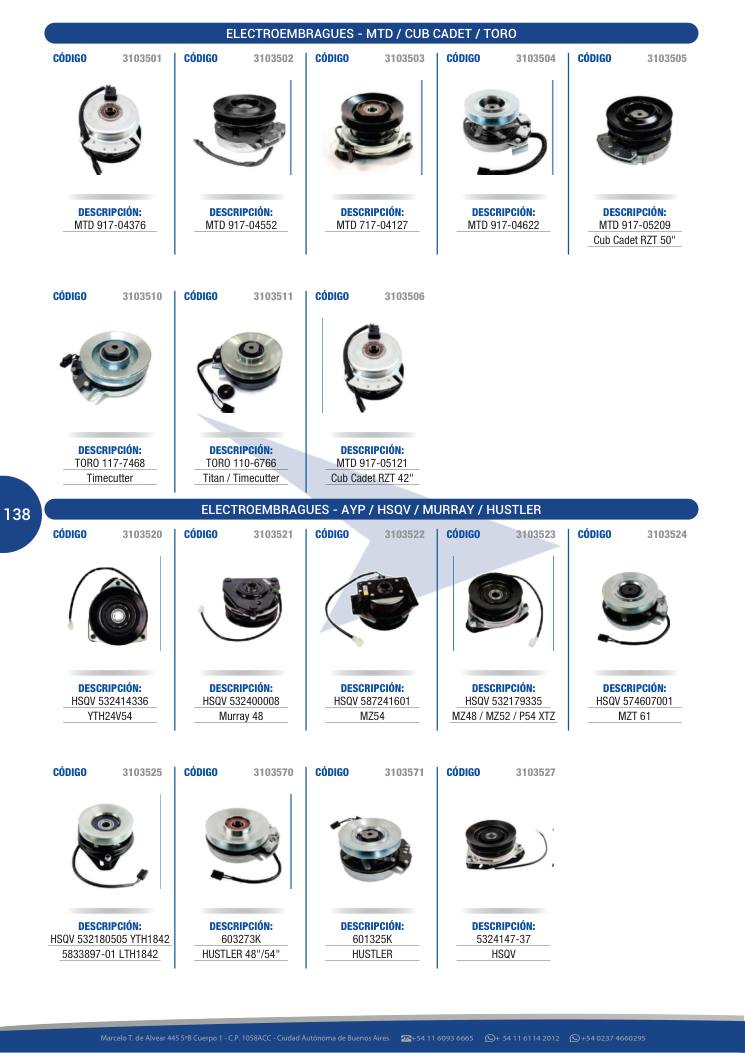 ELECTROEMBRAGUES - MTD / CUB CADET / TORO
CÓDIGO 3103501
DESCRIPCIÓN:
MTD 917-04376
CÓDIGO 3103502
DESCRIPCIÓN:
MTD 917-04552
CÓDIGO 3103503
DESCRIPCIÓN:
MTD 717-04127
CÓDIGO 3103504
DESCRIPCIÓN:
MTD 917-04622
CÓDIGO 3103505
DESCRIPCIÓN:
MTD 917-05209
Cub Cadet RZT 50"
CÓDIGO 3103510
DESCRIPCIÓN:
TORO 117-7468
Timecutter
CÓDIGO 3103511
DESCRIPCIÓN:
TORO 110-6766
Titan / Timecutter
CÓDIGO 3103506
DESCRIPCIÓN:
MTD 917-05121
Cub Cadet RZT 42"
138
ELECTROEMBRAGUES - AYP / HSQV / MURRAY / HUSTLER
CÓDIGO 3103520
DESCRIPCIÓN:
HSQV 532414336
YTH24V54
CÓDIGO 3103521
DESCRIPCIÓN:
HSQV 532400008
Murray 48
CÓDIGO 3103522
DESCRIPCIÓN:
HSQV 587241601
MZ54
CÓDIGO 3103523
DESCRIPCIÓN:
HSQV 532179335
MZ48 / MZ52 / P54 XTZ
CÓDIGO 3103524
DESCRIPCIÓN:
HSQV 574607001
MZT 61
CÓDIGO 3103525
DESCRIPCIÓN:
HSQV 532180505 YTH1842
5833897-01 LTH1842
CÓDIGO 3103570
DESCRIPCIÓN:
603273K
HUSTLER 48"/54"
CÓDIGO 3103571
DESCRIPCIÓN:
601325K
HUSTLER
CÓDIGO 3103527
DESCRIPCIÓN:
5324147-37
HSQV
Marcelo T. de Alvear 445 5ºB Cuerpo 1 - C.P. 1058ACC - Ciudad Autónoma de Buenos Aires +54 11 6093 6665 + 54 11 6114 2012 +54 0237 4660295